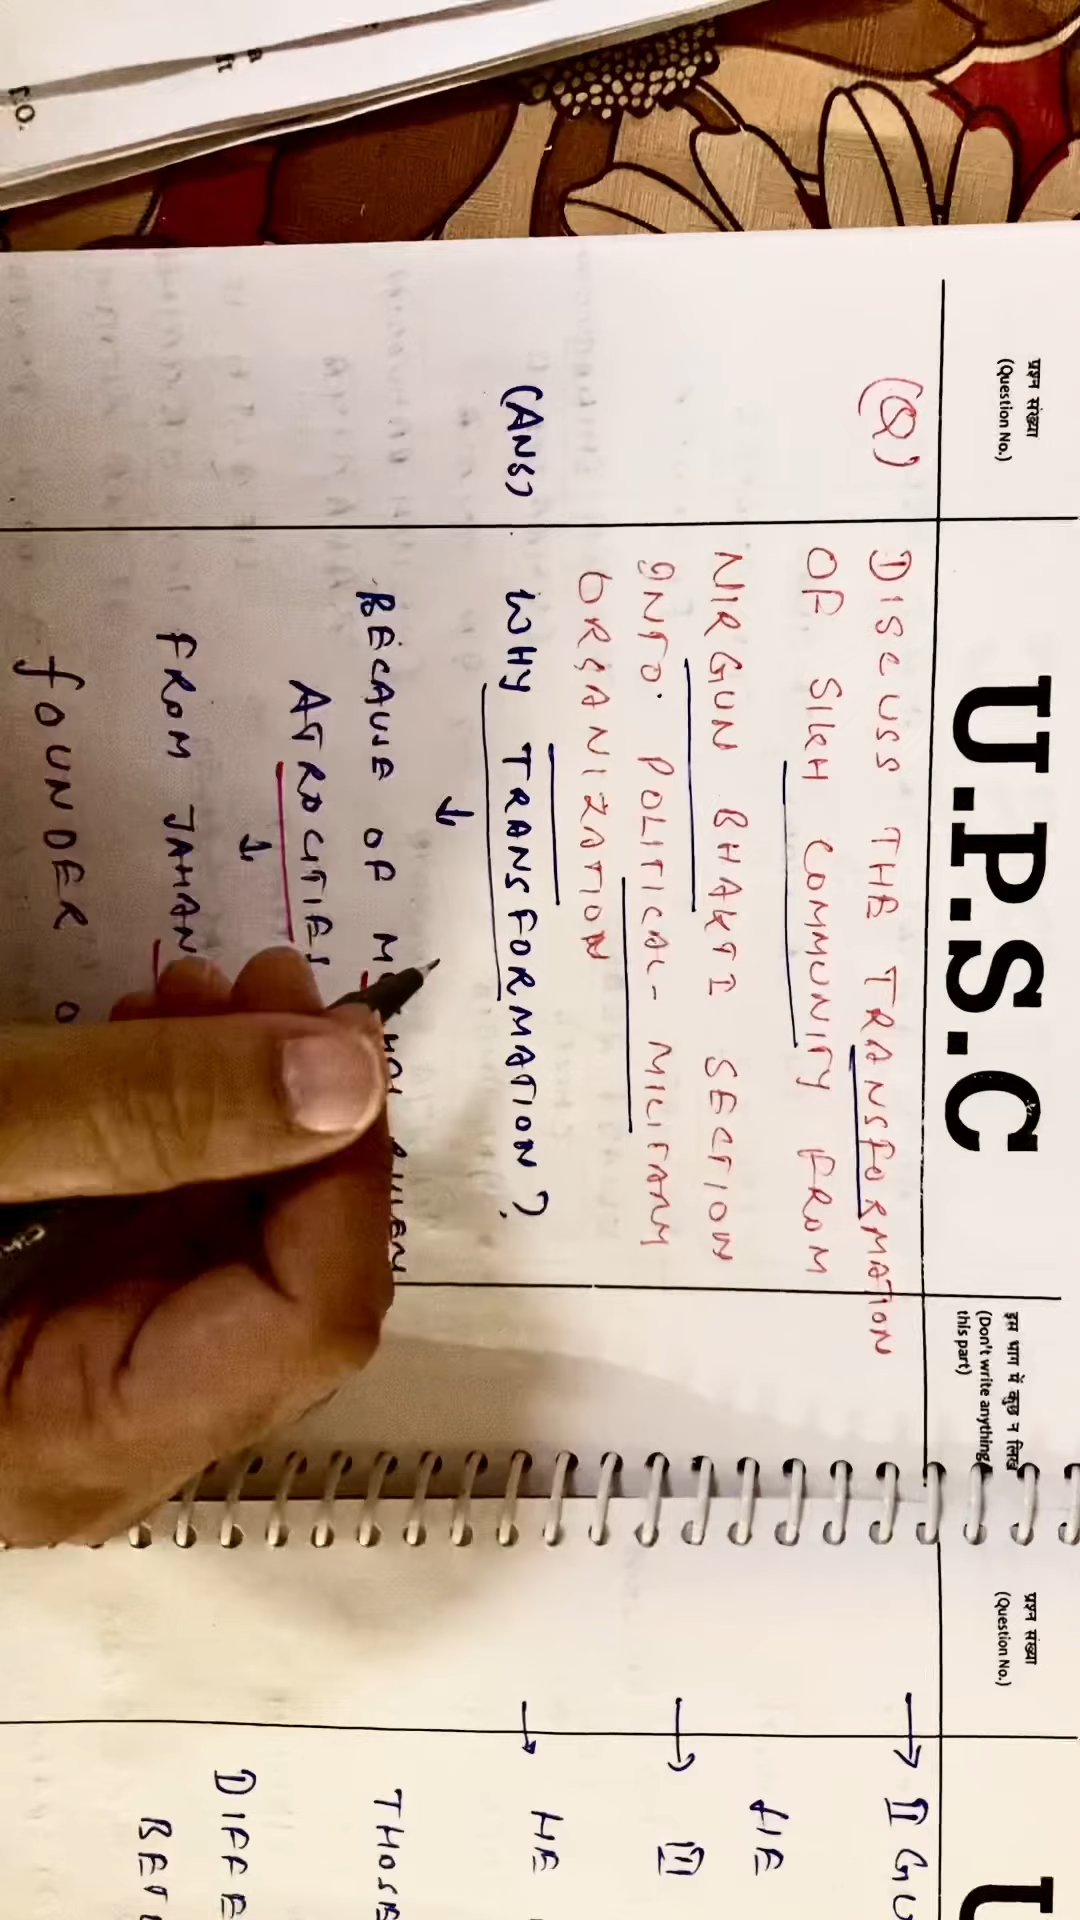 प्रश्न संख्या
(Question No.)
U.P.S.C
इस भाग में कुछ न लिखें
(Don't write anything
this part)
(Q) DISCUSS THE TRANSFORMATION
OF SIKH COMMUNITY FROM
NIRGUN BHAKTI SECTION
INTO POLITICAL- MILITARY
ORGANIZATION
(ANS) WHY TRANSFORMATION?
↓
BECAUSE OF
ATROCITIES
↓
FROM JAHAN
FOUNDER
प्रश्न संख्या
(Question No.)
U
→ II GU
HE
→ III
→ HE
THOSE
DIFFE
BET